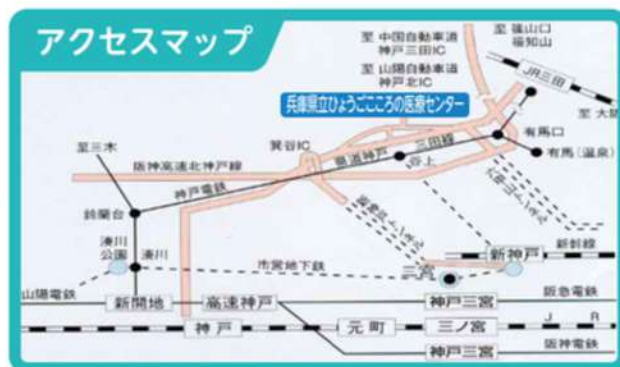 アクセスマップ
至 中国自動車道
神戸三田IC
至 篠山口
福知山
至 山陽自動車道
神戸北IC
JR三田
至 大阪
兵庫県立ひょうごこころの医療センター
至三木
箕谷IC
有馬口
三田線
県道神戸
谷上
有馬(温泉)
阪神高速北神戸線
神戸電鉄
鈴蘭台
新幹線
湊川
公園
湊川
市営地下鉄
三宮
新神戸
山陽電鉄
新開地
高速神戸
神戸三宮
阪急電鉄
神戸
元町
三ノ宮
J R
神戸三宮
阪神電鉄